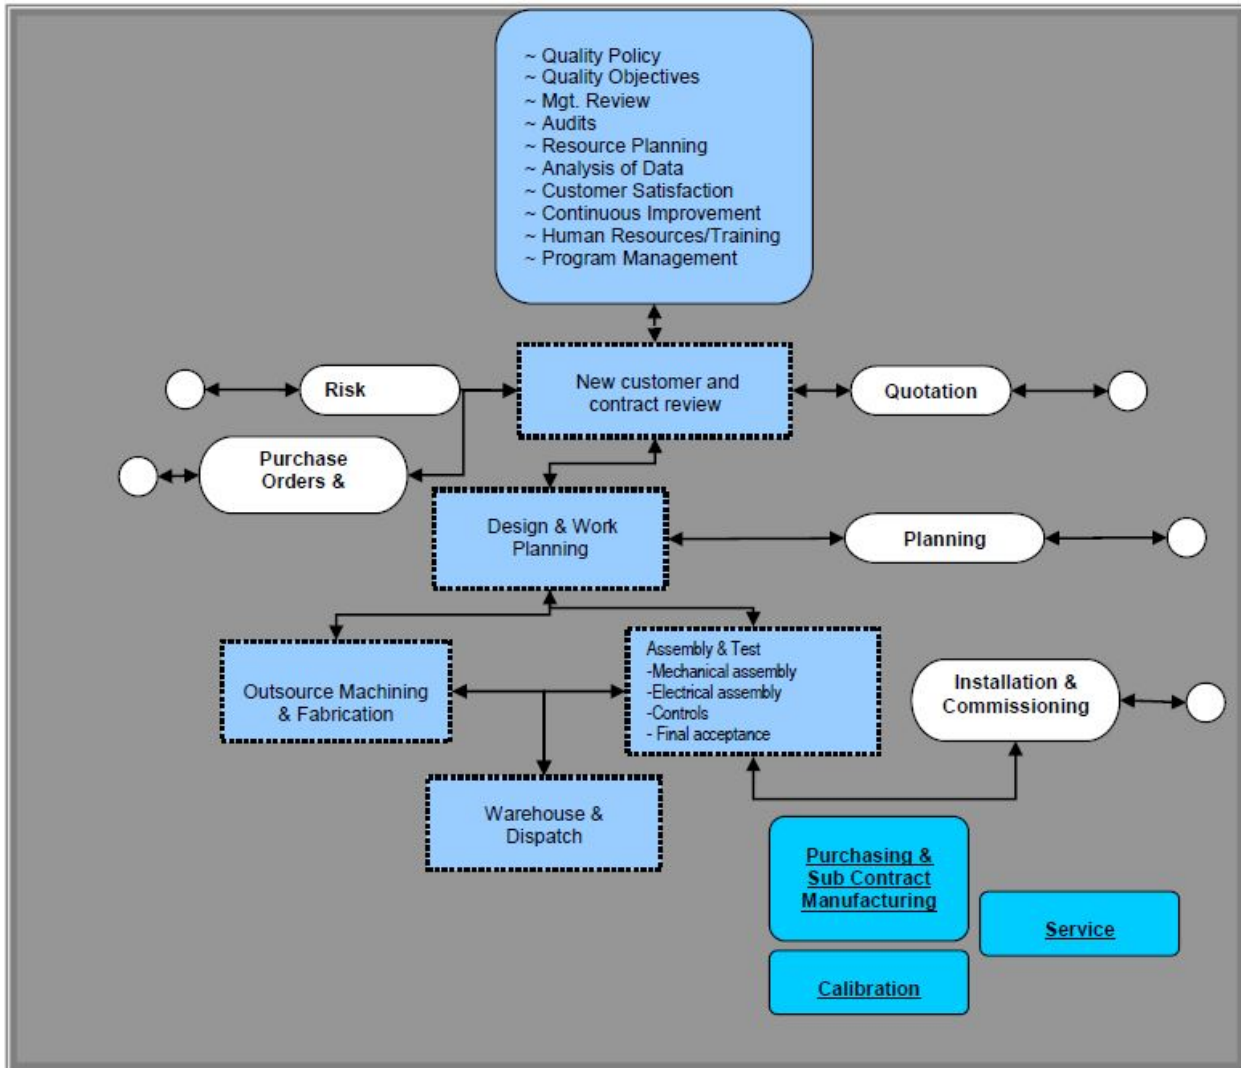 ~ Quality Policy
~ Quality Objectives
~ Mgt. Review
~ Audits
~ Resource Planning
~ Analysis of Data
~ Customer Satisfaction
~ Continuous Improvement
~ Human Resources/Training
~ Program Management
New customer and
contract review
Risk
Quotation
Purchase
Orders &
Design & Work
Planning
Planning
Outsource Machining
& Fabrication
Assembly & Test
-Mechanical assembly
-Electrical assembly
-Controls
- Final acceptance
Installation &
Commissioning
Warehouse &
Dispatch
Purchasing &
Sub Contract
Manufacturing
Service
Calibration